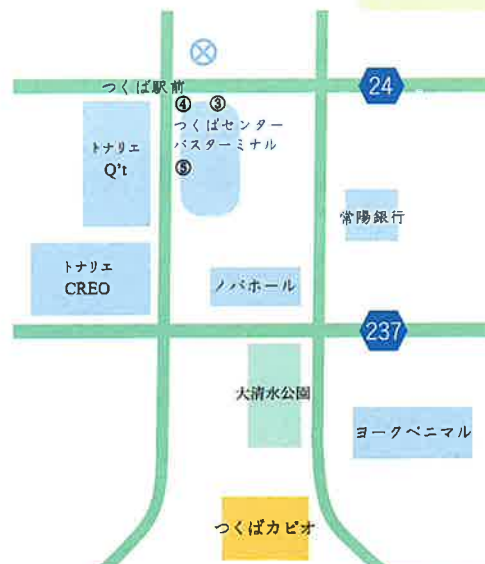 つくば駅前
24
④ ③
つくばセンター
バスターミナル
⑤
トナリエ
Q't
常陽銀行
トナリエ
CREO
ノバホール
237
大清水公園
ヨークベニマル
つくばカピオ